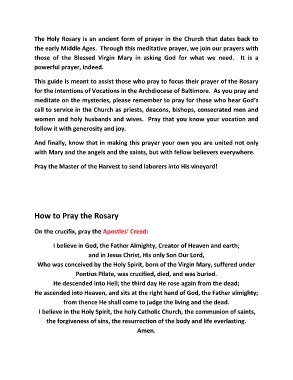 The Holy Rosary is an ancient form of prayer in the Church that dates back to
the early Middle Ages.  Through this meditative prayer, we join our prayers with
those of the Blessed Virgin Mary in asking God for what we need.  It is a
powerful prayer, indeed.
This guide is meant to assist those who pray to focus their prayer of the Rosary
for the intentions of Vocations in the Archdiocese of Baltimore.  As you pray and
meditate on the mysteries, please remember to pray for those who hear God's
call to service in the Church as priests, deacons, bishops, consecrated men and
women and holy husbands and wives.  Pray that you know your vocation and
follow it with generosity and joy.
And finally, know that in making this prayer your own you are united not only
with Mary and the angels and the saints, but with fellow believers everywhere.
Pray the Master of the Harvest to send laborers into His vineyard!
How to Pray the Rosary
On the crucifix, pray the Apostles' Creed:
I believe in God, the Father Almighty, Creator of Heaven and earth;
and in Jesus Christ, His only Son Our Lord,
Who was conceived by the Holy Spirit, born of the Virgin Mary, suffered under
Pontius Pilate, was crucified, died, and was buried.
He descended into Hell; the third day He rose again from the dead;
He ascended into Heaven, and sits at the right hand of God, the Father almighty;
from thence He shall come to judge the living and the dead.
I believe in the Holy Spirit, the holy Catholic Church, the communion of saints,
the forgiveness of sins, the resurrection of the body and life everlasting.
Amen.